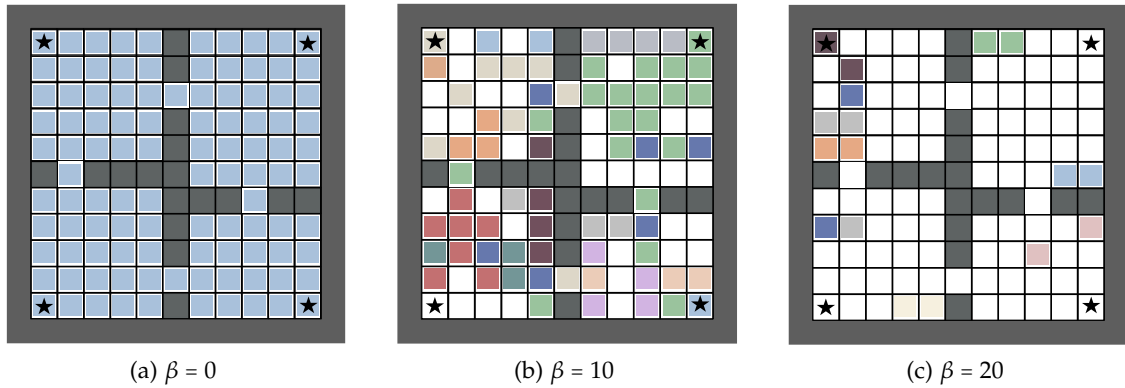 (a) β = 0
(b) β = 10
(c) β = 20